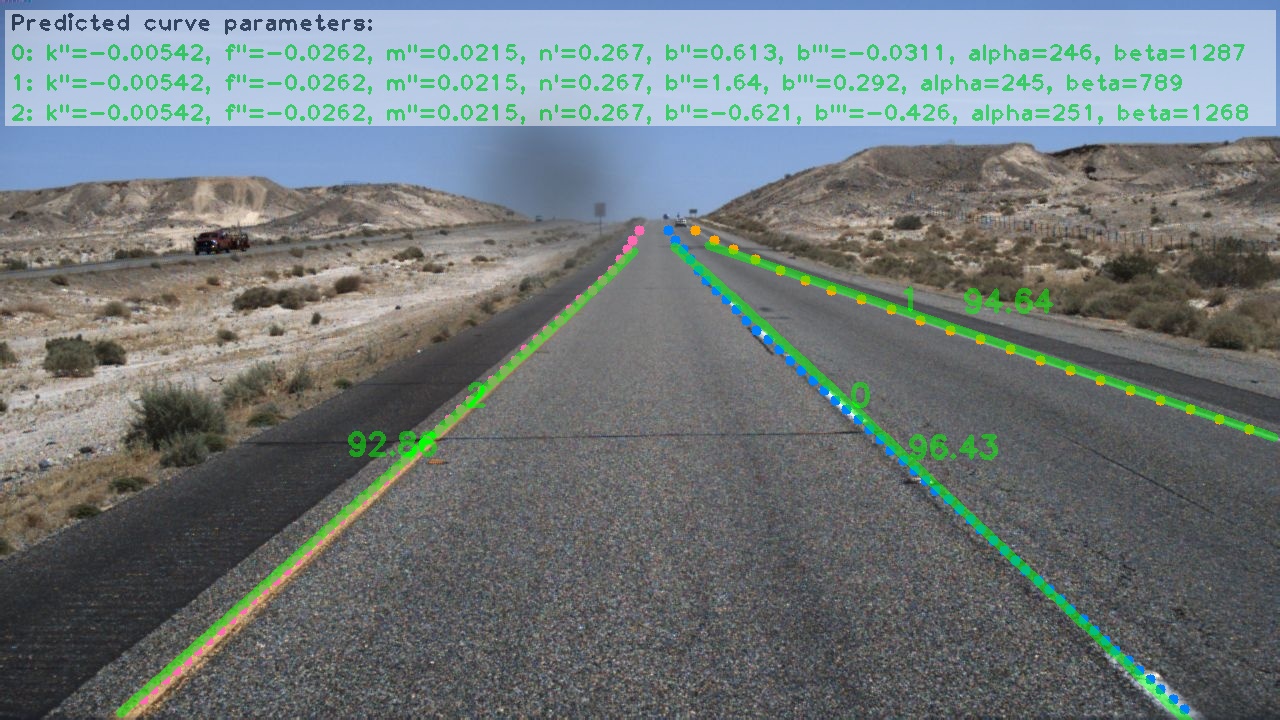 Predicted curve parameters:
0: k''=-0.00542, f''=-0.0262, m''=0.0215, n'=0.267, b''=0.613, b'''=-0.0311, alpha=246, beta=1287
1: k''=-0.00542, f''=-0.0262, m''=0.0215, n'=0.267, b''=1.64, b'''=0.292, alpha=245, beta=789
2: k''=-0.00542, f''=-0.0262, m''=0.0215, n'=0.267, b''=-0.621, b'''=-0.426, alpha=251, beta=1268
1 94.64
2 0
92.86 96.43